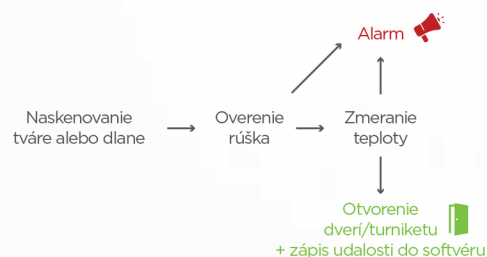 Alarm
Naskenovanie
tváre alebo dlane
Overenie
rúška
Zmeranie
teploty
Otvorenie
dverí/turniketu
+ zápis udalosti do softvéru